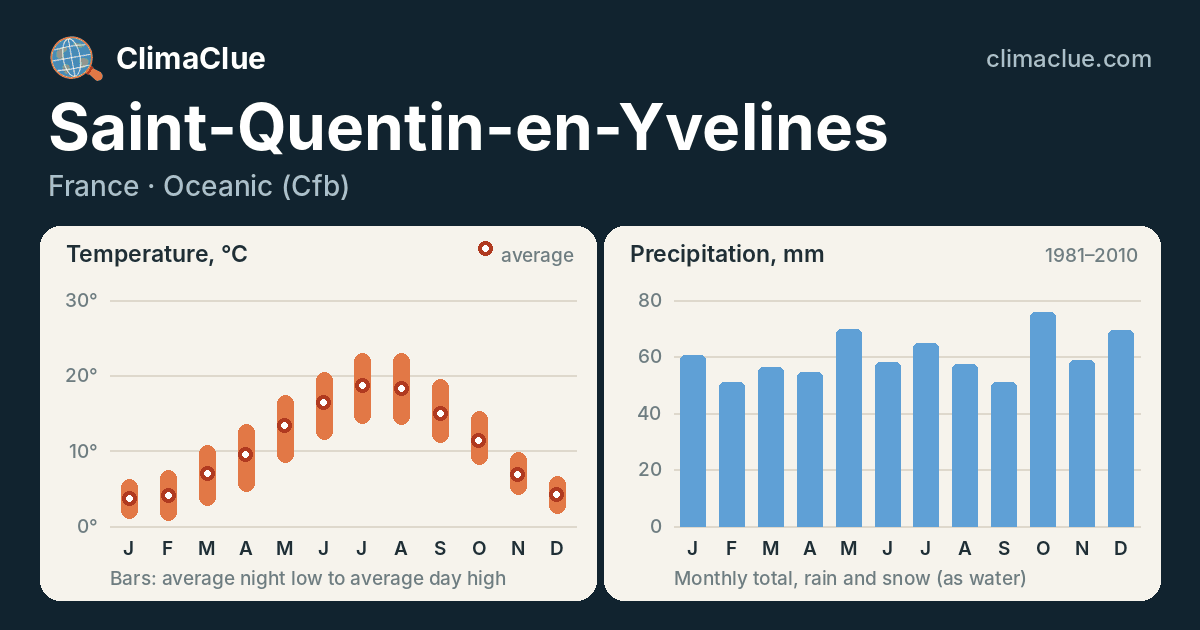 ClimaClue
climaclue.com
Saint-Quentin-en-Yvelines
France · Oceanic (Cfb)
Temperature, °C
average
30°
20°
10°
0°
J F M A M J J A S O N D
Bars: average night low to average day high
Precipitation, mm
1981–2010
80
60
40
20
0
J F M A M J J A S O N D
Monthly total, rain and snow (as water)